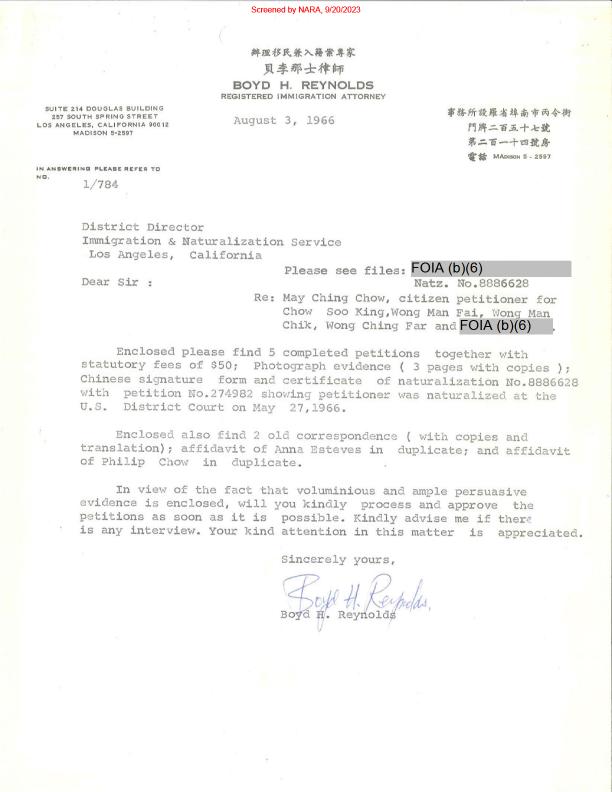 Screened by NARA, 9/20/2023
辦理移民兼入籍案專家
貝李那士律師
BOYD H. REYNOLDS
REGISTERED IMMIGRATION ATTORNEY
SUITE 214 DOUGLAS BUILDING
257 SOUTH SPRING STREET
LOS ANGELES, CALIFORNIA 90012
MADISON 5-2597
August 3, 1966
事務所設羅省埠南市丙令街
門牌二百五十七號
第二百一十四號房
電話 MADISON 5-2597
IN ANSWERING PLEASE REFER TO
NO.
1/784
District Director
Immigration & Naturalization Service
Los Angeles, California
Please see files: FOIA (b)(6)
Dear Sir :
Natz. No.8886628
Re: May Ching Chow, citizen petitioner for
Chow Soo King,Wong Man Fai, Wong Man
Chik, Wong Ching Far and FOIA (b)(6).
Enclosed please find 5 completed petitions together with
statutory fees of $50; Photograph evidence ( 3 pages with copies );
Chinese signature form and certificate of naturalization No.8886628
with petition No.274982 showing petitioner was naturalized at the
U.S. District Court on May 27,1966.
Enclosed also find 2 old correspondence ( with copies and
translation); affidavit of Anna Esteves in duplicate; and affidavit
of Philip Chow in duplicate.
In view of the fact that voluminious and ample persuasive
evidence is enclosed, will you kindly process and approve the
petitions as soon as it is possible. Kindly advise me if there
is any interview. Your kind attention in this matter is appreciated.
Sincerely yours,
Boyd H. Reynolds.
Boyd H. Reynolds